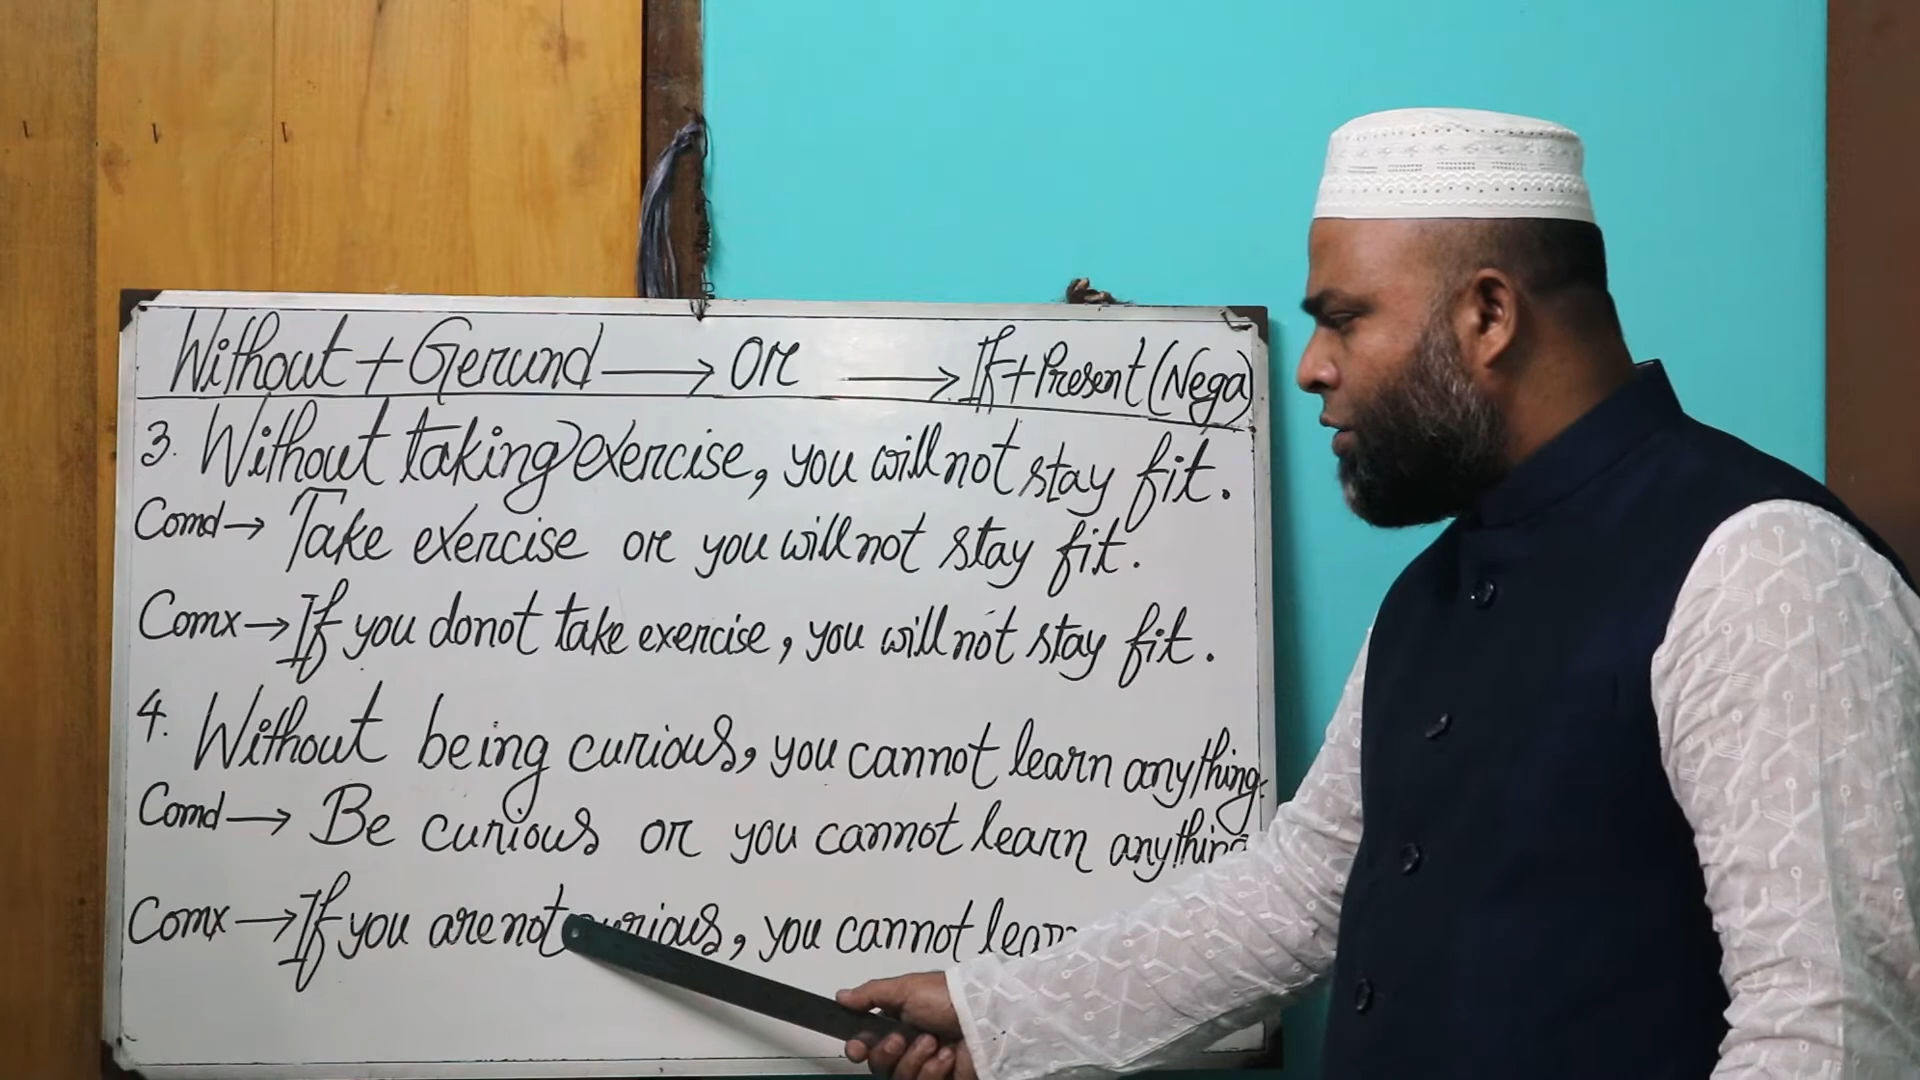 Without + Gerund → or → If + Present (Nega)
3. Without taking exercise, you will not stay fit.
Comd → Take exercise or you will not stay fit.
Comx → If you donot take exercise, you will not stay fit.
4. Without being curious, you cannot learn anything.
Comd → Be curious or you cannot learn anything
Comx → If you are not curious, you cannot learn